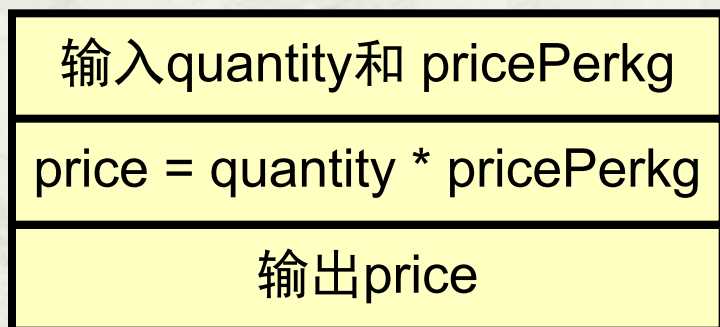 输入quantity和 pricePerkg
price = quantity * pricePerkg
输出price